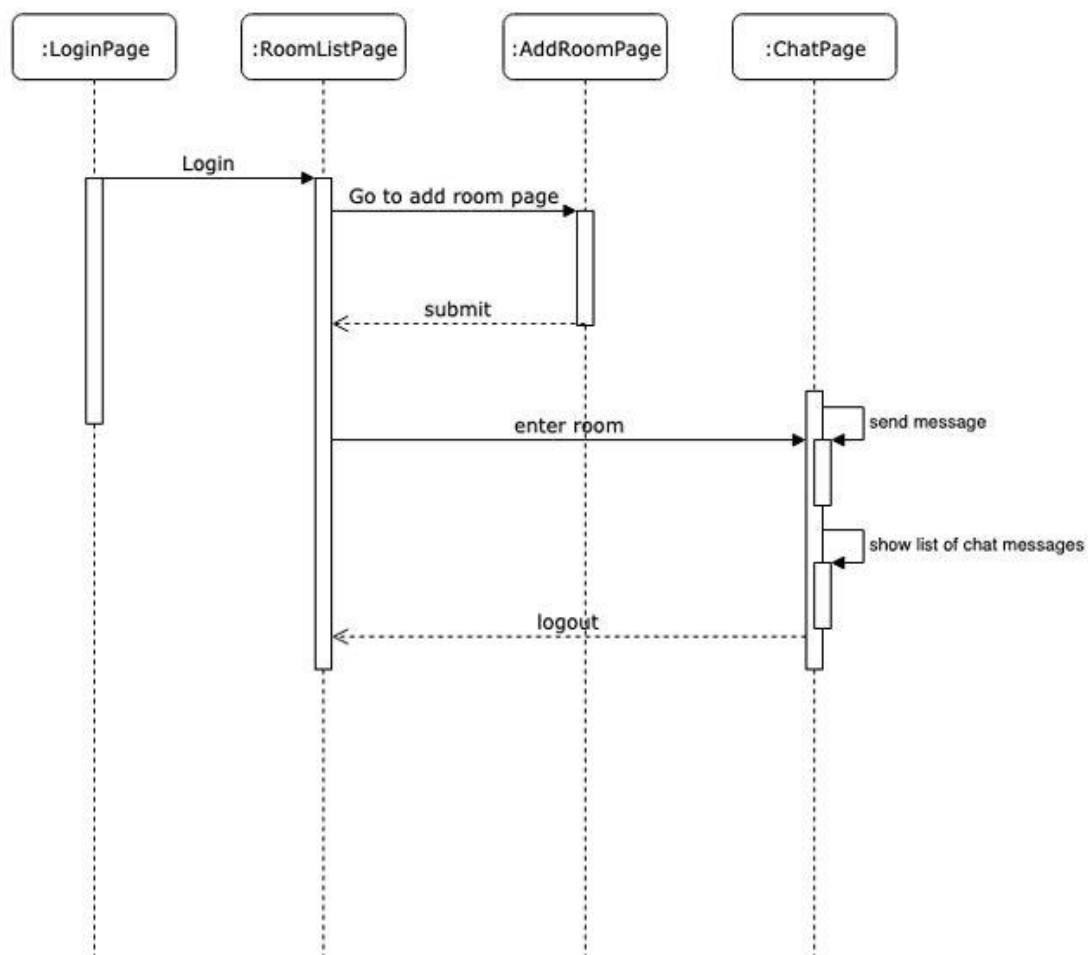 :LoginPage
:RoomListPage
:AddRoomPage
:ChatPage
Login
Go to add room page
submit
send message
enter room
show list of chat messages
logout